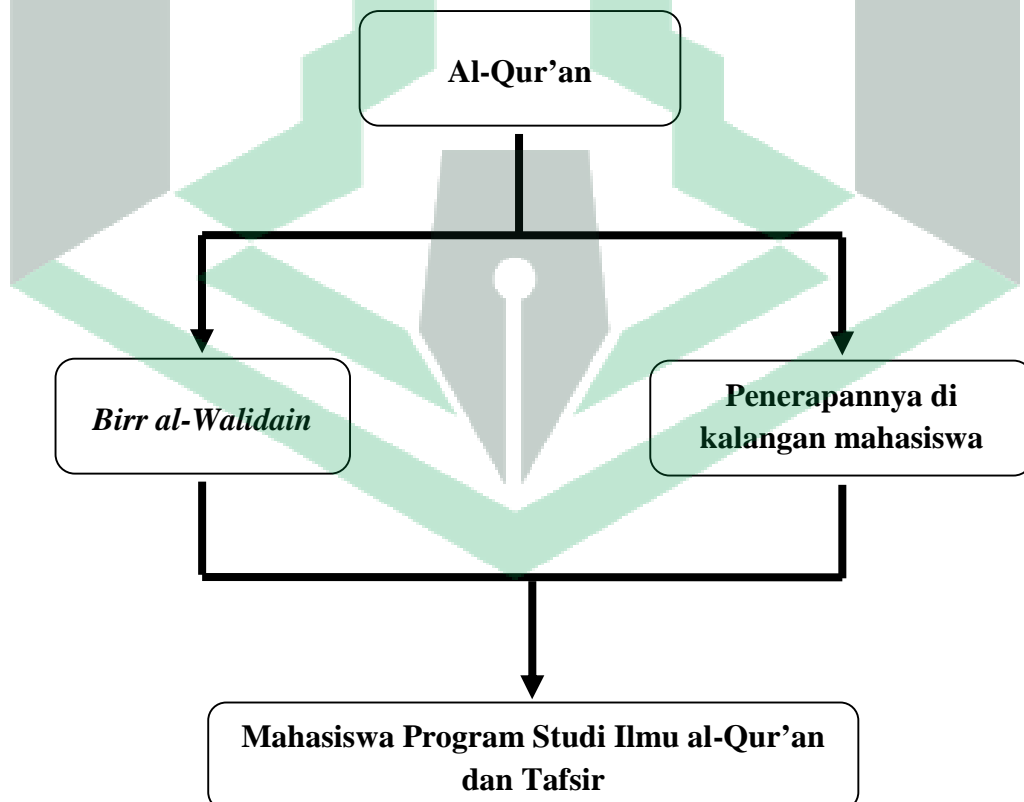 Al-Qur’an
Birr al-Walidain
Penerapannya di
kalangan mahasiswa
Mahasiswa Program Studi Ilmu al-Qur’an
dan Tafsir